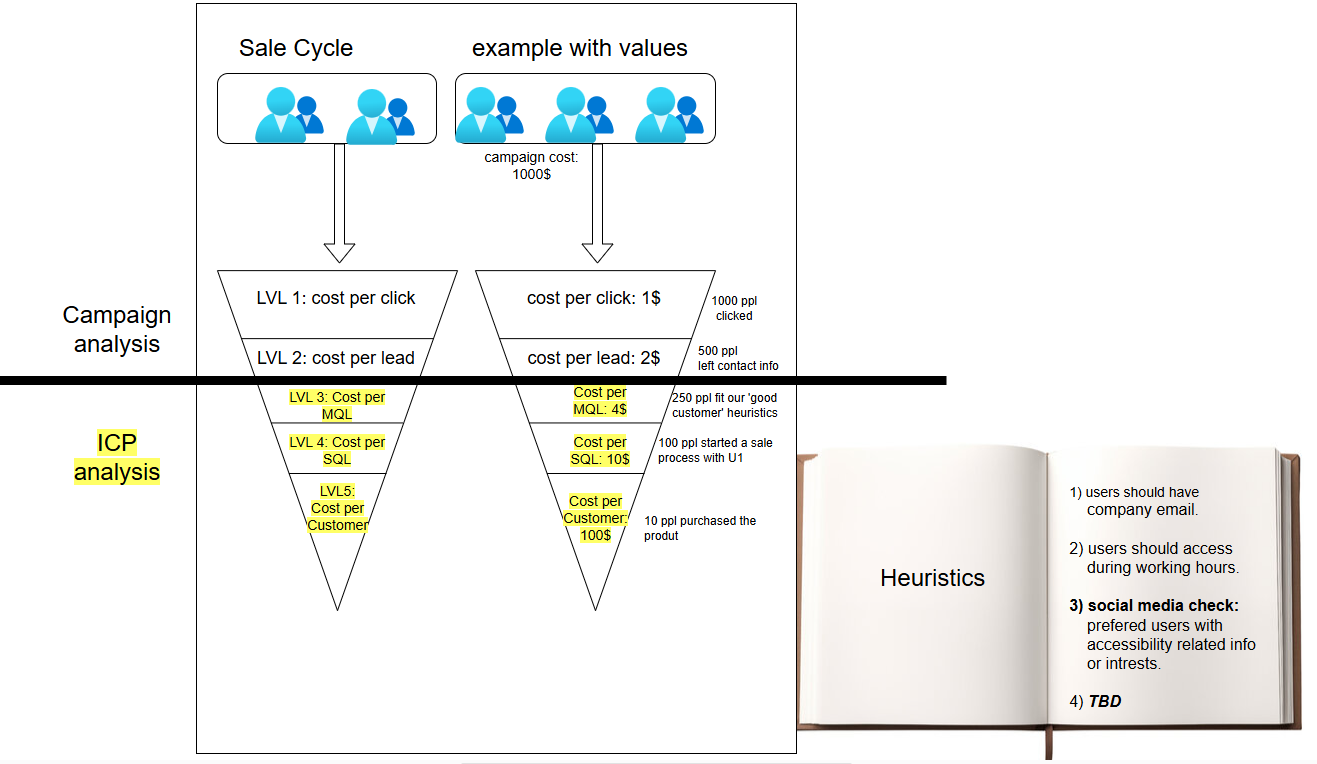 Sale Cycle
example with values
campaign cost:
1000$
Campaign
analysis
LVL 1: cost per click
LVL 2: cost per lead
cost per click: 1$
cost per lead: 2$
1000 ppl
clicked
500 ppl
left contact info
ICP
analysis
LVL 3: Cost per
MQL
LVL 4: Cost per
SQL
LVL5:
Cost per
Customer
Cost per
MQL: 4$
Cost per
SQL: 10$
Cost per
Customer:
100$
250 ppl fit our 'good
customer' heuristics
100 ppl started a sale
process with U1
10 ppl purchased the
produt
Heuristics
1) users should have
company email.
2) users should access
during working hours.
3) social media check:
prefered users with
accessibility related info
or intrests.
4) TBD